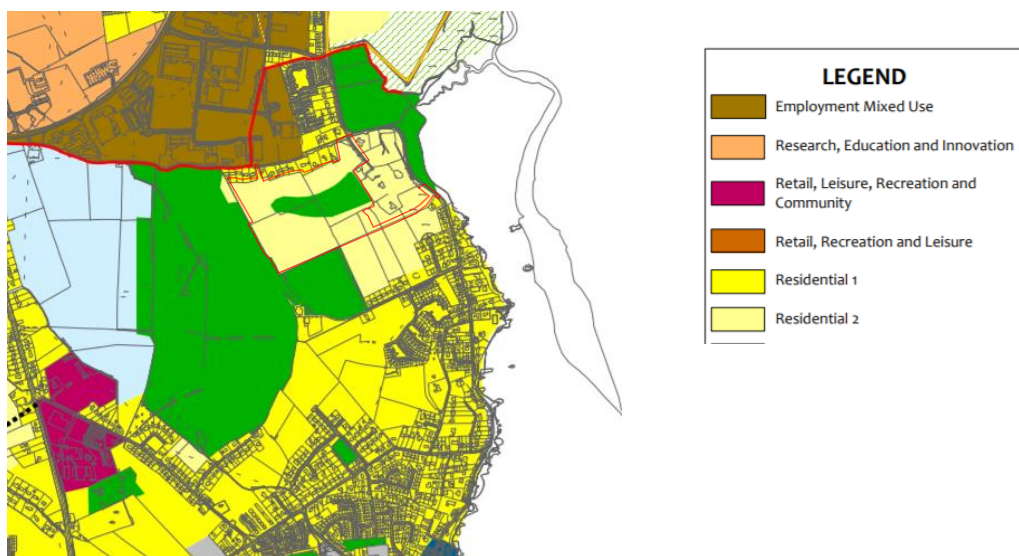 LEGEND
Employment Mixed Use
Research, Education and Innovation
Retail, Leisure, Recreation and
Community
Retail, Recreation and Leisure
Residential 1
Residential 2